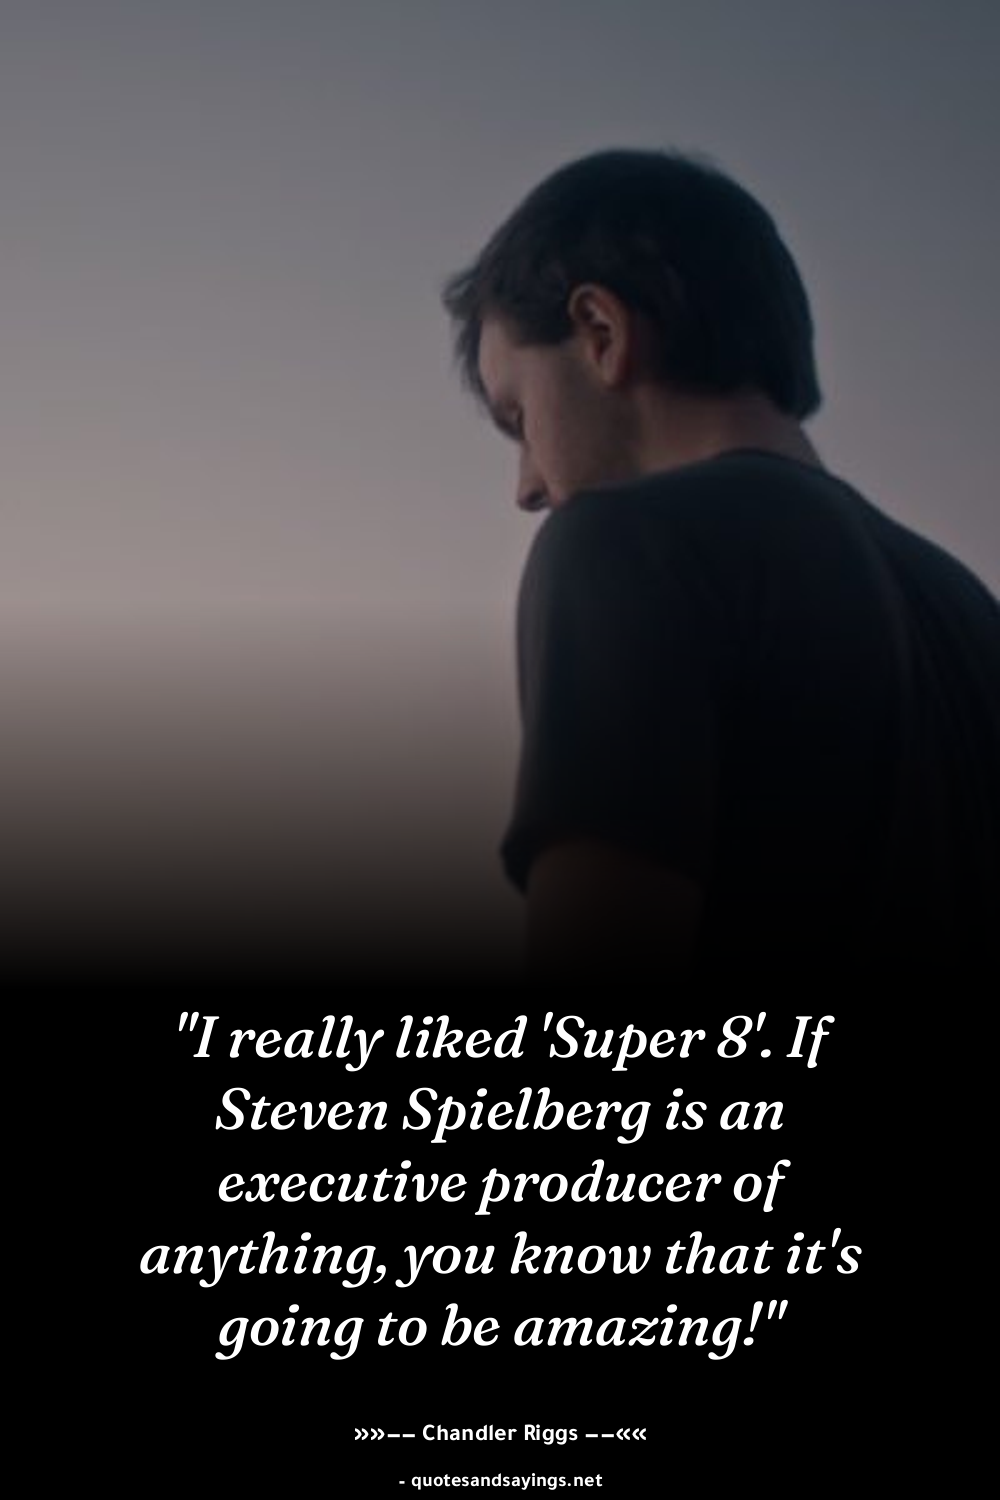 "I really liked 'Super 8'. If
Steven Spielberg is an
executive producer of
anything, you know that it's
going to be amazing!"
»»-- Chandler Riggs --««
- quotesandsayings.net